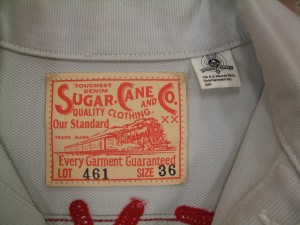 TOUGHEST
DENIM
SUGAR CANE AND CO.
QUALITY CLOTHING
XX
Our Standard
TRADE MARK
Every Garment Guaranteed
LOT 461 SIZE 36